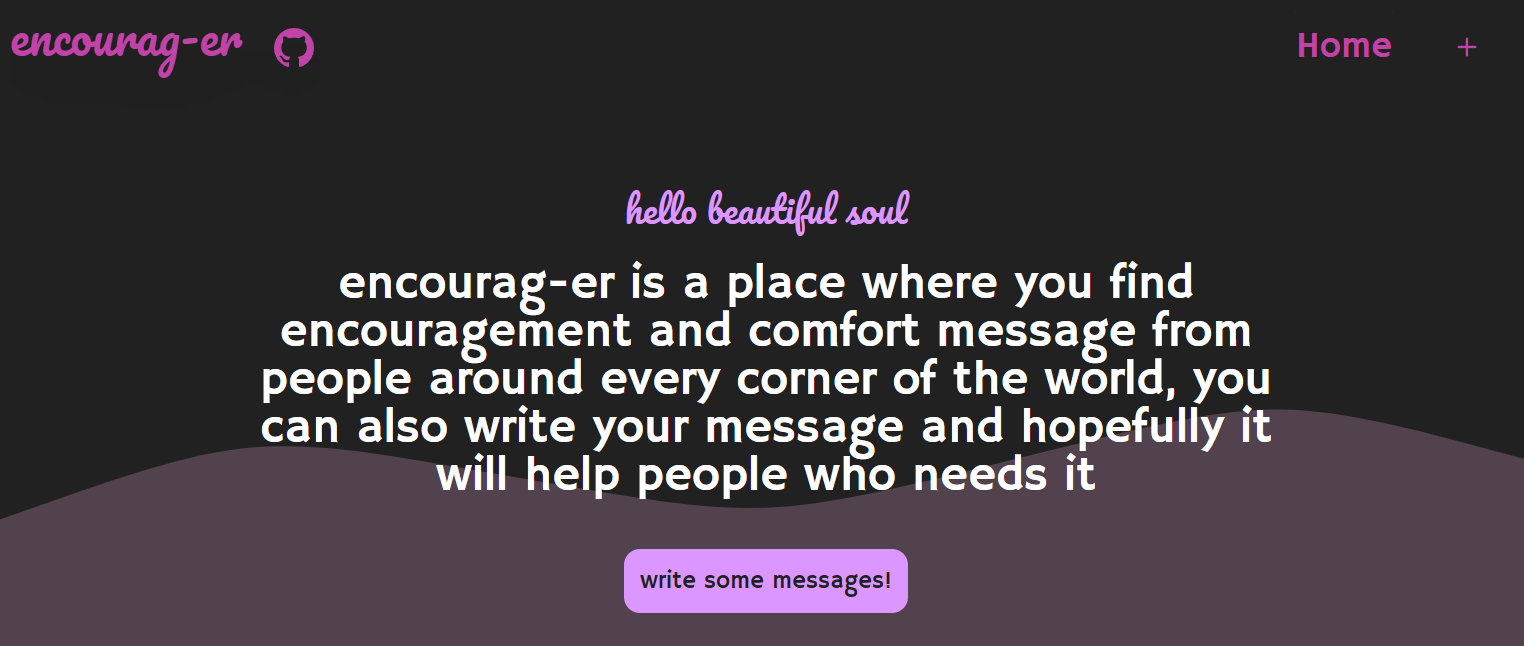 encourag-er
Home +
hello beautiful soul
encourag-er is a place where you find
encouragement and comfort message from
people around every corner of the world, you
can also write your message and hopefully it
will help people who needs it
write some messages!